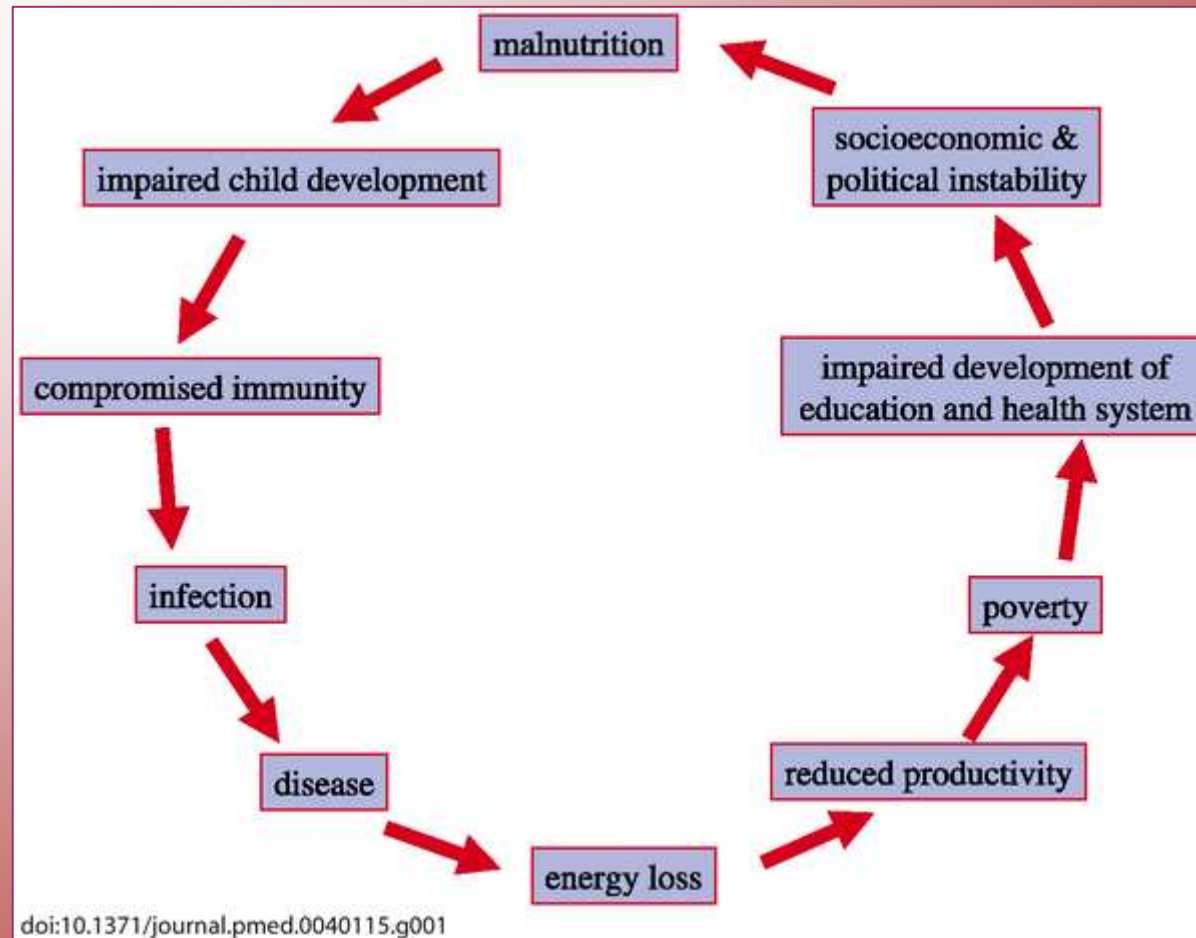 malnutrition
impaired child development
compromised immunity
infection
disease
energy loss
reduced productivity
poverty
impaired development of
education and health system
socioeconomic &
political instability
doi:10.1371/journal.pmed.0040115.g001